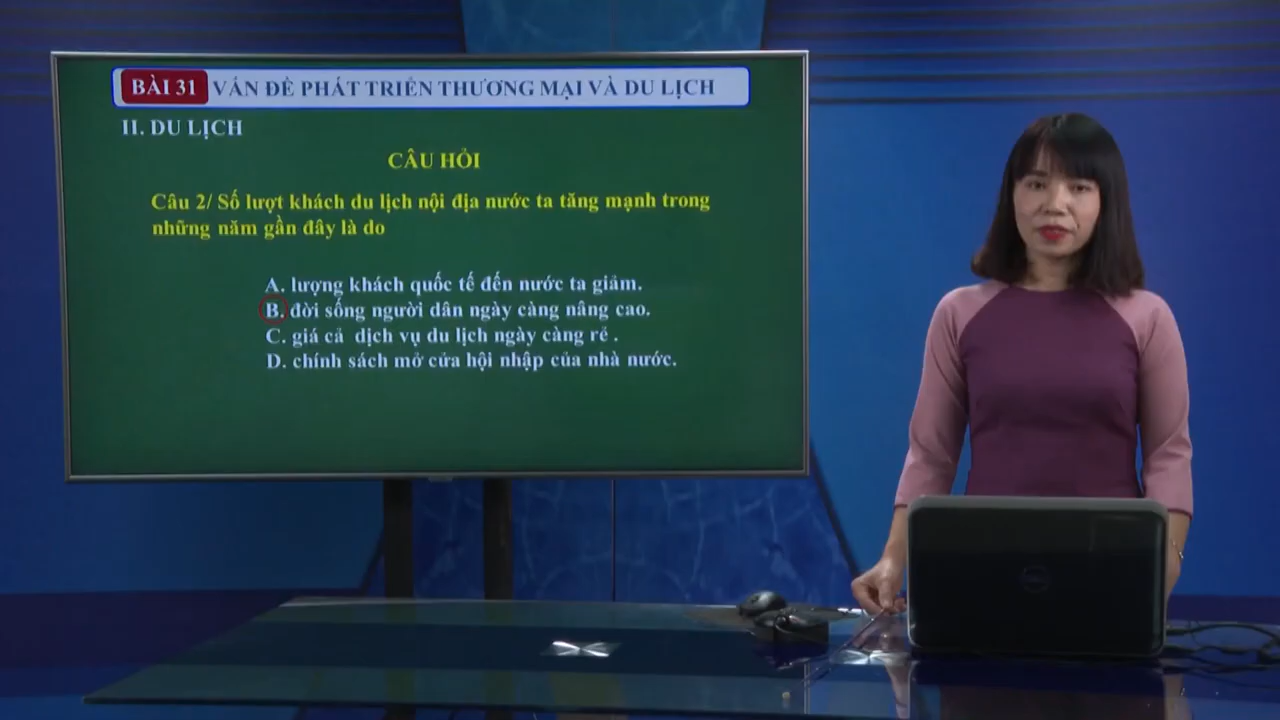 BÀI 31 VẤN ĐỀ PHÁT TRIỂN THƯƠNG MẠI VÀ DU LỊCH
II. DU LỊCH
CÂU HỎI
Câu 2/ Số lượt khách du lịch nội địa nước ta tăng mạnh trong
những năm gần đây là do
A. lượng khách quốc tế đến nước ta giảm.
B. đời sống người dân ngày càng nâng cao.
C. giá cả dịch vụ du lịch ngày càng rẻ .
D. chính sách mở cửa hội nhập của nhà nước.